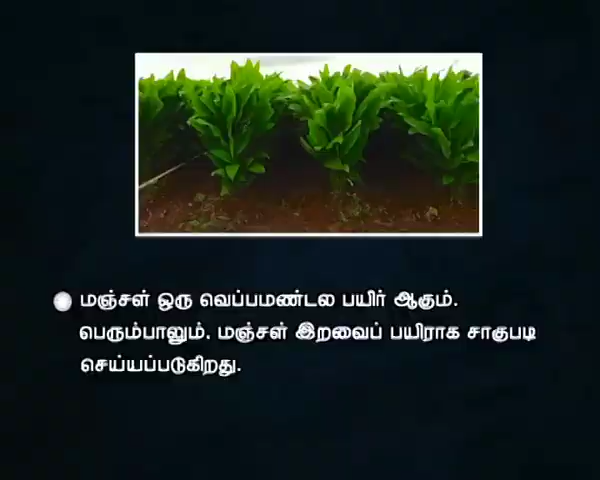 மஞ்சள் ஒரு வெப்பமண்டல பயிர் ஆகும்.
பெரும்பாலும். மஞ்சள் இறவைப் பயிராக சாகுபடி
செய்யப்படுகிறது.